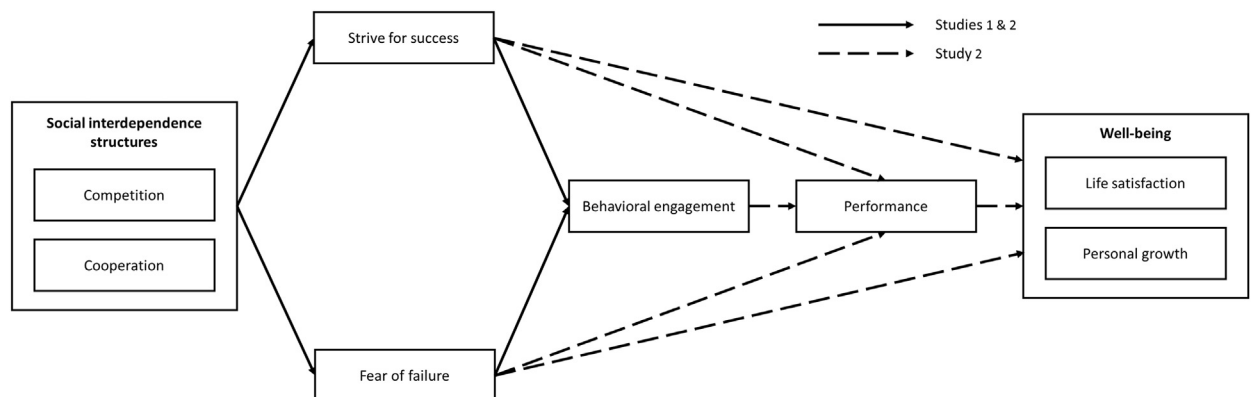 Strive for success
Studies 1 & 2
Study 2
Social interdependence
structures
Competition
Cooperation
Behavioral engagement
Performance
Well-being
Life satisfaction
Personal growth
Fear of failure